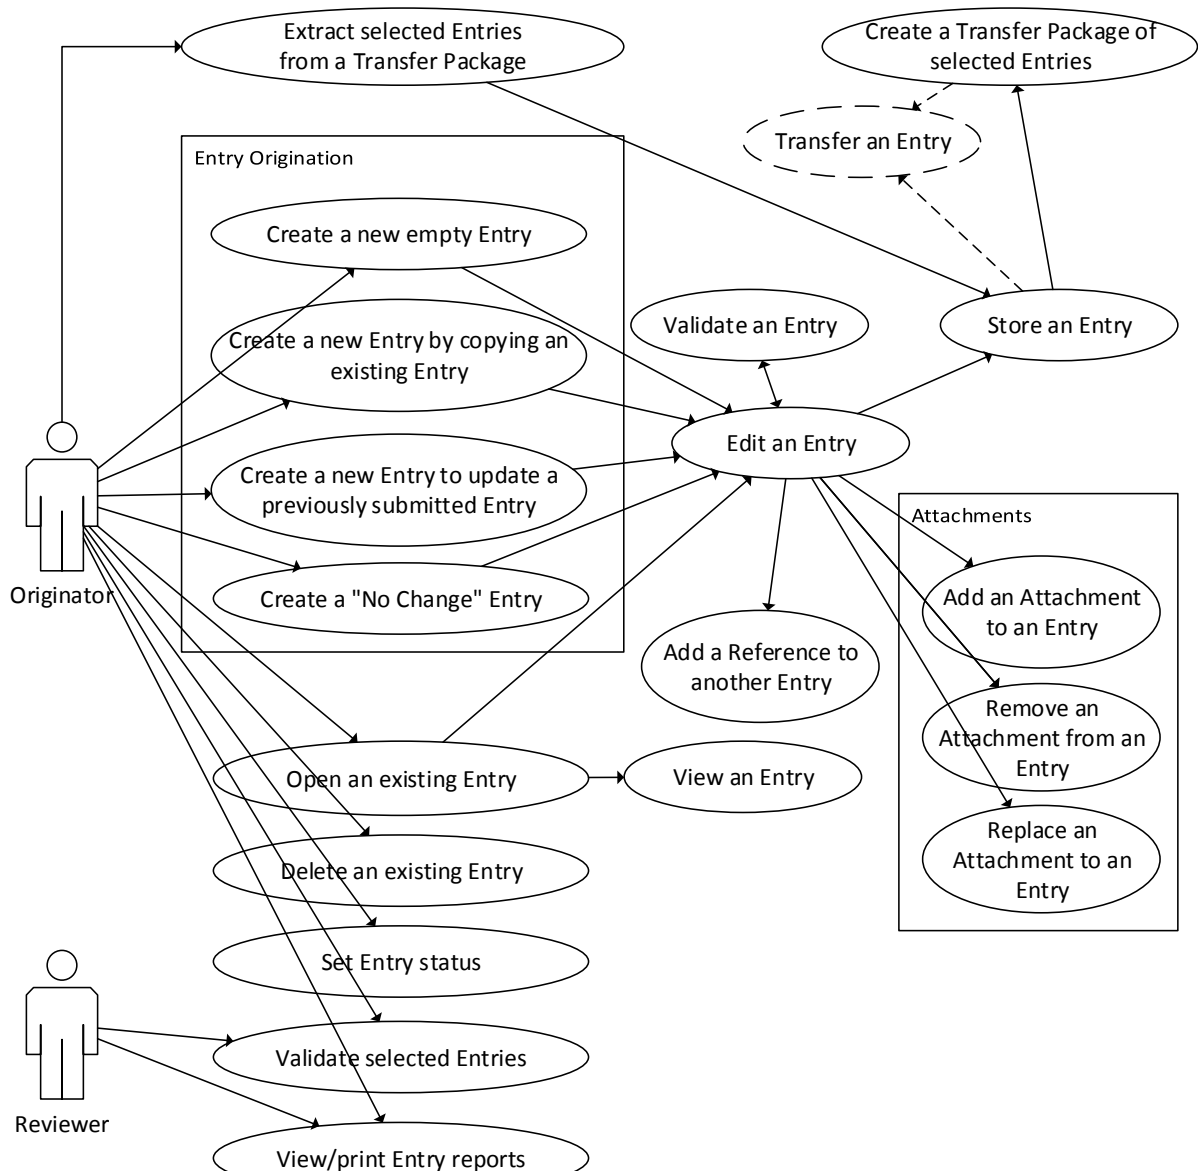 Extract selected Entries
from a Transfer Package
Create a Transfer Package of
selected Entries
Transfer an Entry
Entry Origination
Create a new empty Entry
Validate an Entry
Store an Entry
Create a new Entry by copying an
existing Entry
Edit an Entry
Create a new Entry to update a
previously submitted Entry
Attachments
Originator
Create a "No Change" Entry
Add an Attachment
to an Entry
Add a Reference to
another Entry
Remove an
Attachment from an
Entry
Open an existing Entry
View an Entry
Replace an
Attachment to an
Entry
Delete an existing Entry
Set Entry status
Validate selected Entries
Reviewer
View/print Entry reports